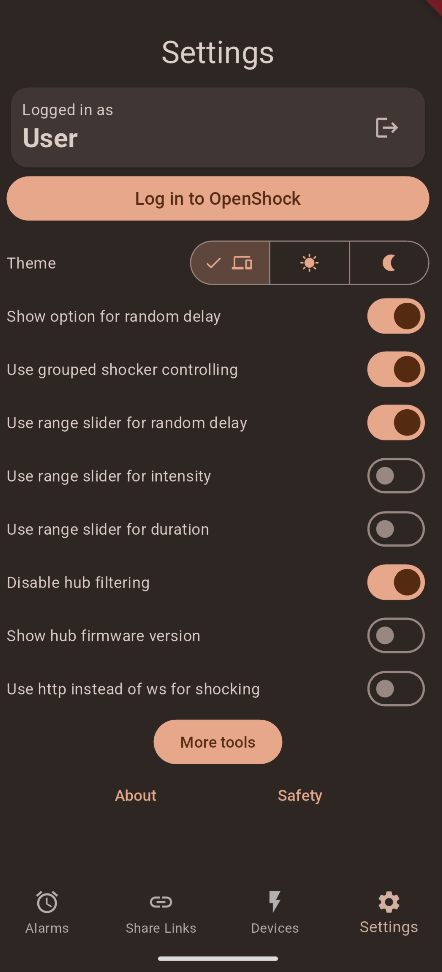 Settings
Logged in as
User
Log in to OpenShock
Theme
Show option for random delay
Use grouped shocker controlling
Use range slider for random delay
Use range slider for intensity
Use range slider for duration
Disable hub filtering
Show hub firmware version
Use http instead of ws for shocking
More tools
About Safety
Alarms Share Links Devices Settings